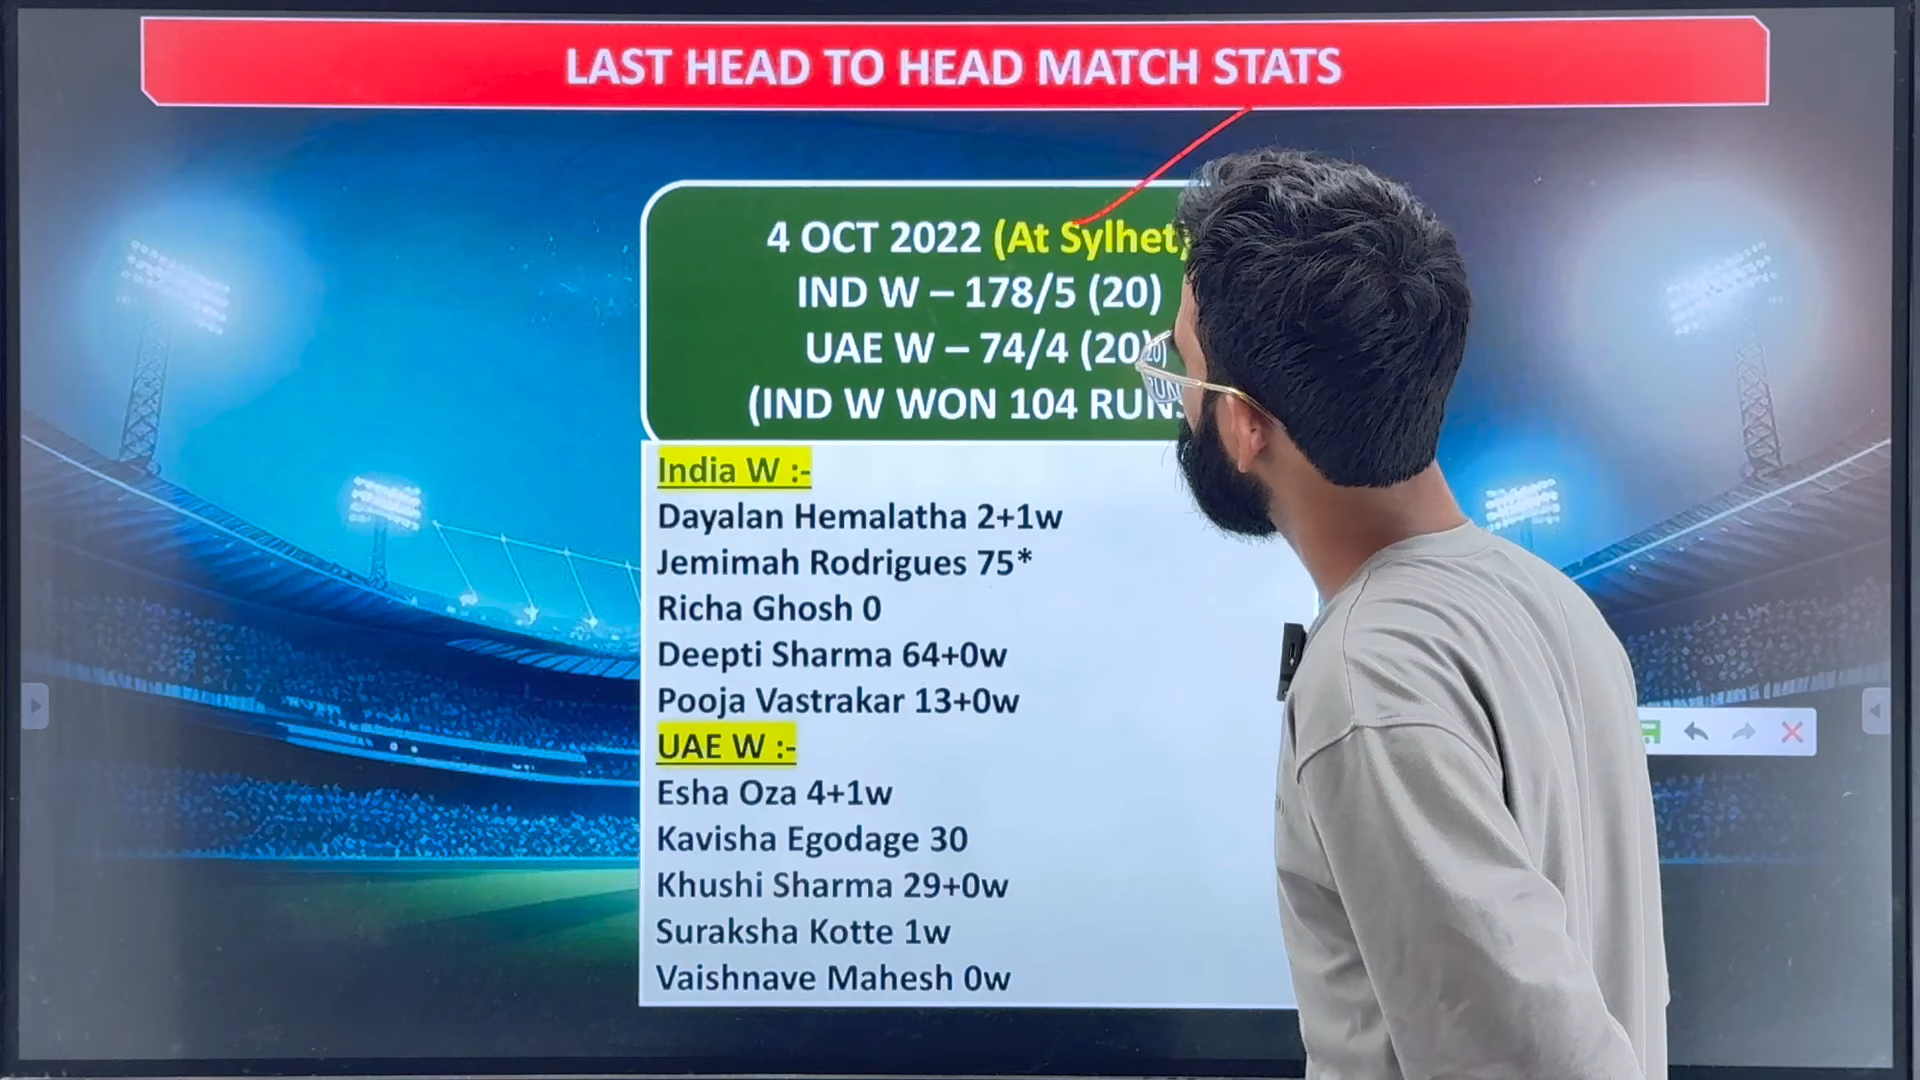 LAST HEAD TO HEAD MATCH STATS
4 OCT 2022 (At Sylhet)
IND W – 178/5 (20)
UAE W – 74/4 (20)
(IND W WON 104 RUNS
India W :-
Dayalan Hemalatha 2+1w
Jemimah Rodrigues 75*
Richa Ghosh 0
Deepti Sharma 64+0w
Pooja Vastrakar 13+0w
UAE W :-
Esha Oza 4+1w
Kavisha Egodage 30
Khushi Sharma 29+0w
Suraksha Kotte 1w
Vaishnave Mahesh 0w